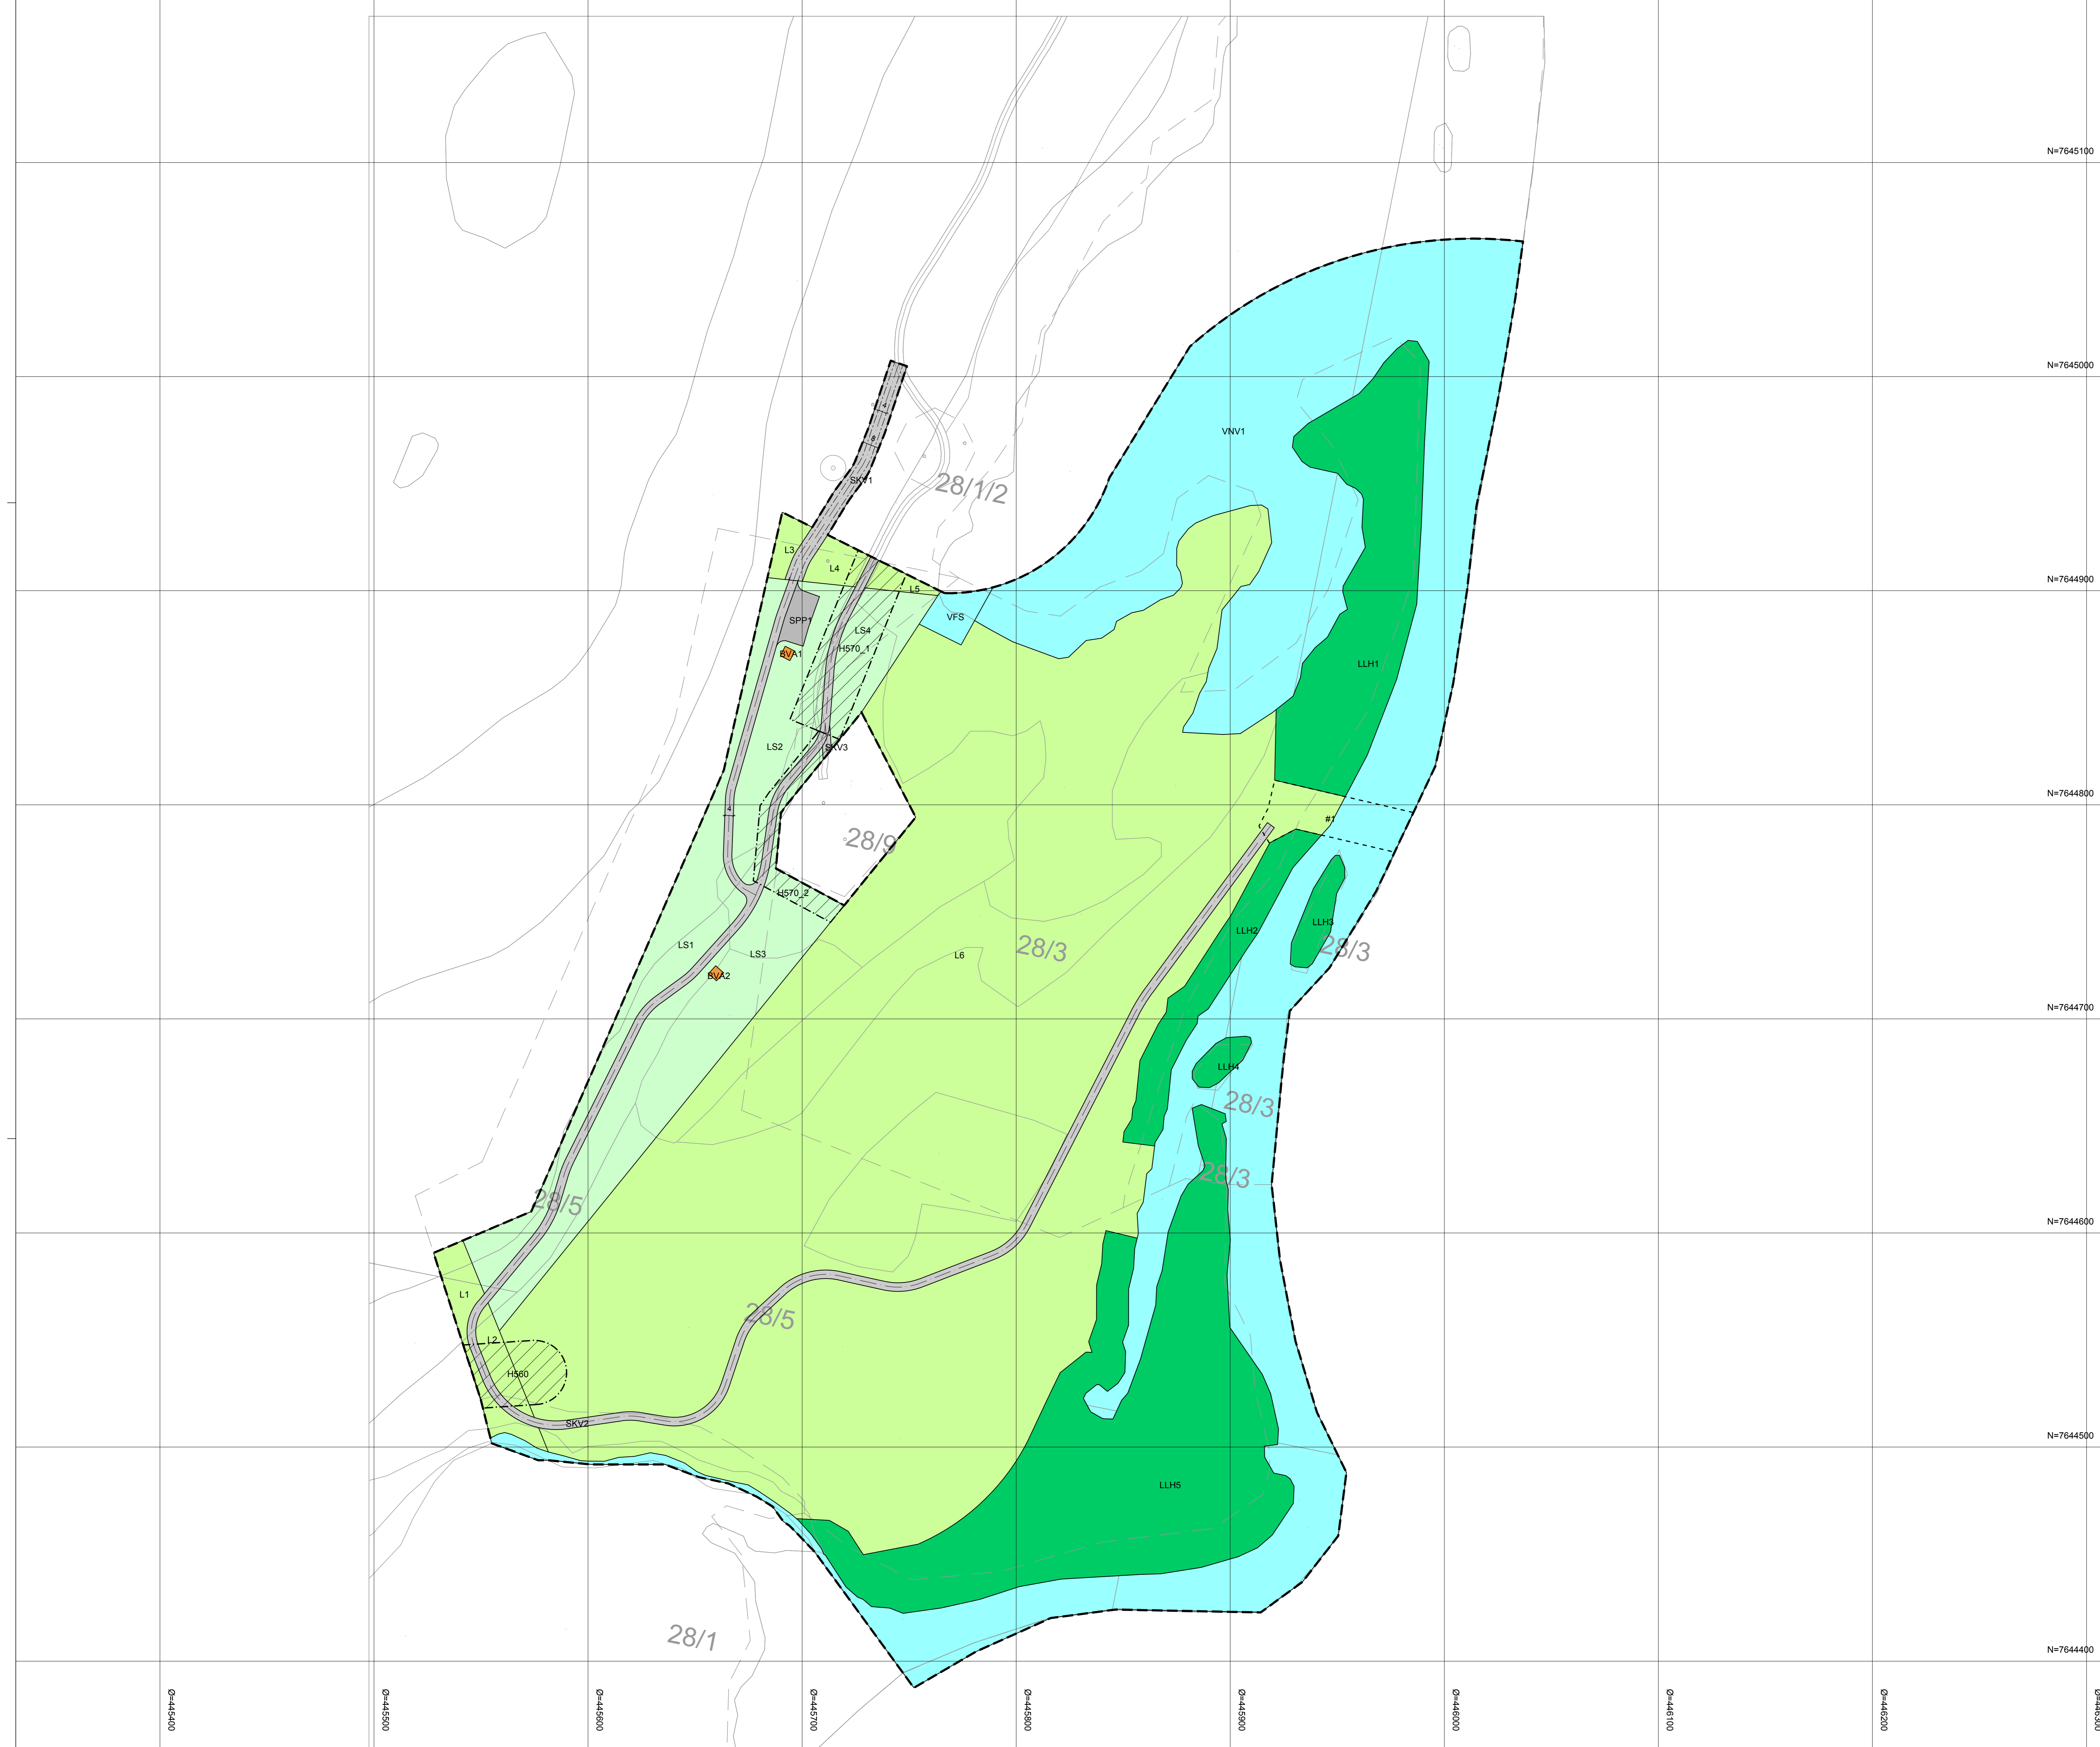 N=7645100
N=7645000
4
8
VNV1
SKV1
28/1/2
L3
L4
L5
N=7644900
SPP1
VFS
LS4
H570_1
BVA1
LLH1
LS2
SKV3
N=7644800
4
#1
28/9
H570_2
LLH3
LLH2
LS1
LS3
L6
28/3
28/3
BVA2
N=7644700
LLH4
28/3
28/3
28/5
N=7644600
L1
28/5
L2
H560
SKV2
N=7644500
LLH5
28/1
N=7644400
Ø=445400
Ø=445500
Ø=445600
Ø=445700
Ø=445800
Ø=445900
Ø=446000
Ø=446100
Ø=446200
Ø=446300